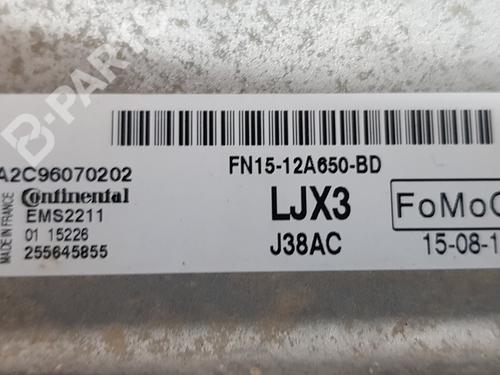 B-PARTS
FN15-12A650-BD
A2C96070202
Continental
EMS2211
01 15226
255645855
MADE IN FRANCE
LJX3
J38AC
FoMoC
15-08-1